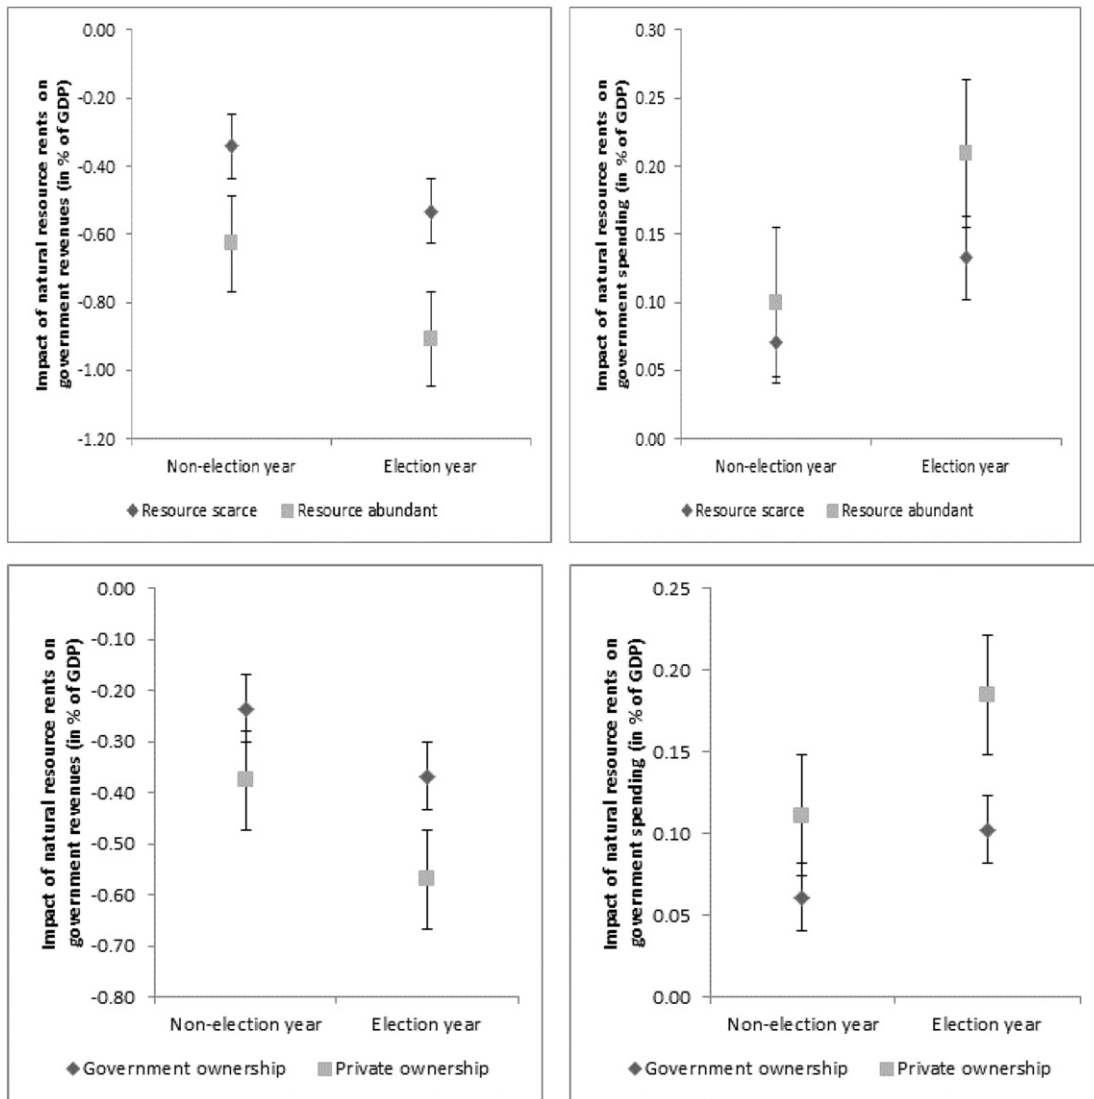 Impact of natural resource rents on
government revenues (in % of GDP)
0.00
-0.20
-0.40
-0.60
-0.80
-1.00
-1.20
Non-election year
Election year
Resource scarce
Resource abundant
Impact of natural resource rents on
government spending (in % of GDP)
0.30
0.25
0.20
0.15
0.10
0.05
0.00
Non-election year
Election year
Resource scarce
Resource abundant
Impact of natural resource rents on
government revenues (in % of GDP)
0.00
-0.10
-0.20
-0.30
-0.40
-0.50
-0.60
-0.70
-0.80
Non-election year
Election year
Government ownership
Private ownership
Impact of natural resource rents on
government spending (in % of GDP)
0.25
0.20
0.15
0.10
0.05
0.00
Non-election year
Election year
Government ownership
Private ownership